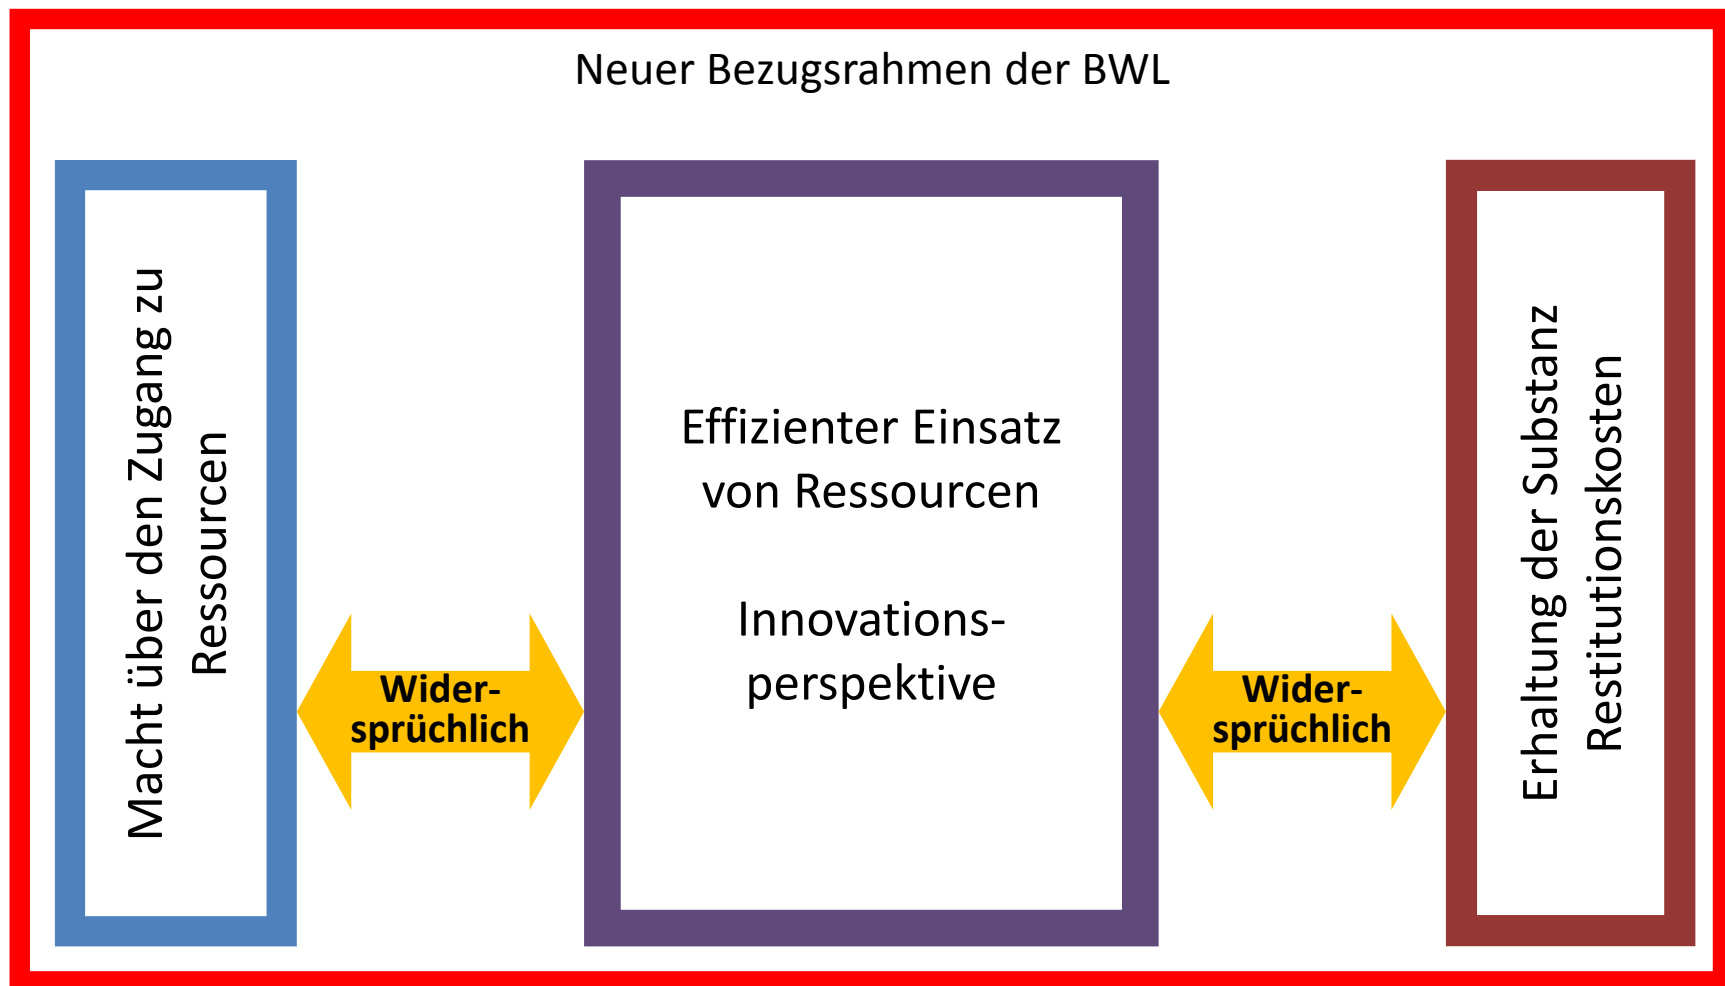 Neuer Bezugsrahmen der BWL
Macht über den Zugang zu
Ressourcen
Wider-
sprüchlich
Effizienter Einsatz
von Ressourcen
Innovations-
perspektive
Wider-
sprüchlich
Erhaltung der Substanz
Restitutionskosten